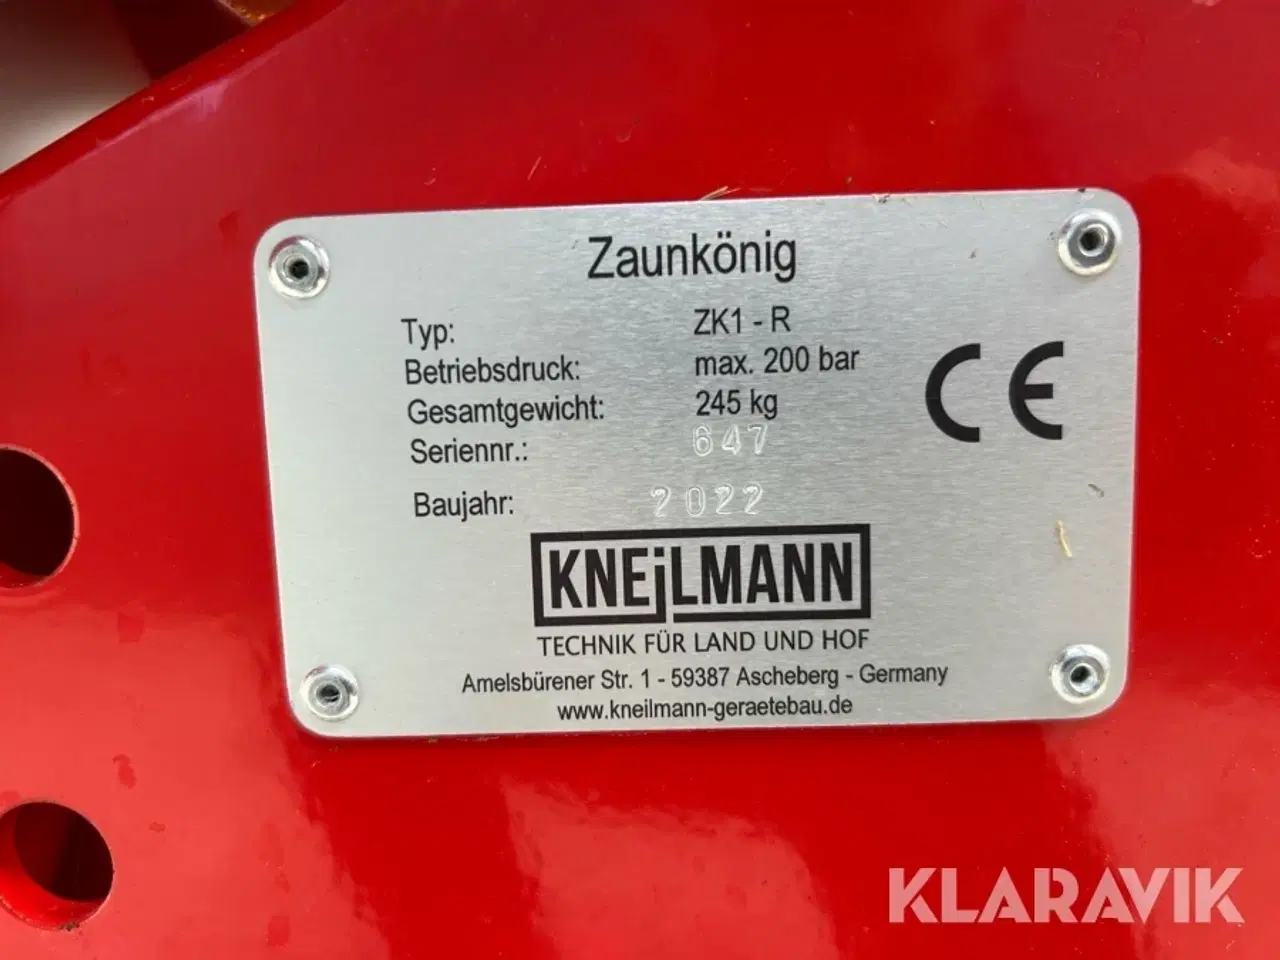 Zaunkönig
Typ: ZK1 - R
Betriebsdruck: max. 200 bar
Gesamtgewicht: 245 kg
Seriennr.: 647
Baujahr: 2022
CE
KNEiLMANN
TECHNIK FÜR LAND UND HOF
Amelsbürener Str. 1 - 59387 Ascheberg - Germany
www.kneilmann-geraetebau.de
KLARAVIK